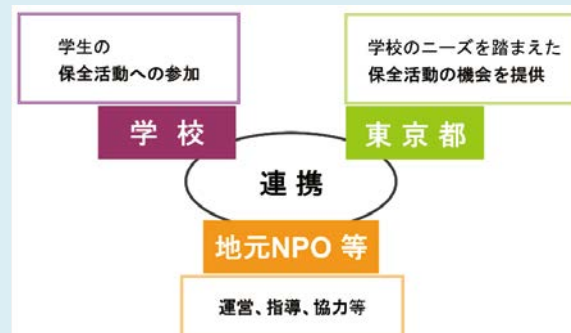 学生の
保全活動への参加
学校のニーズを踏まえた
保全活動の機会を提供
学校
東京都
連携
地元NPO 等
運営、指導、協力等